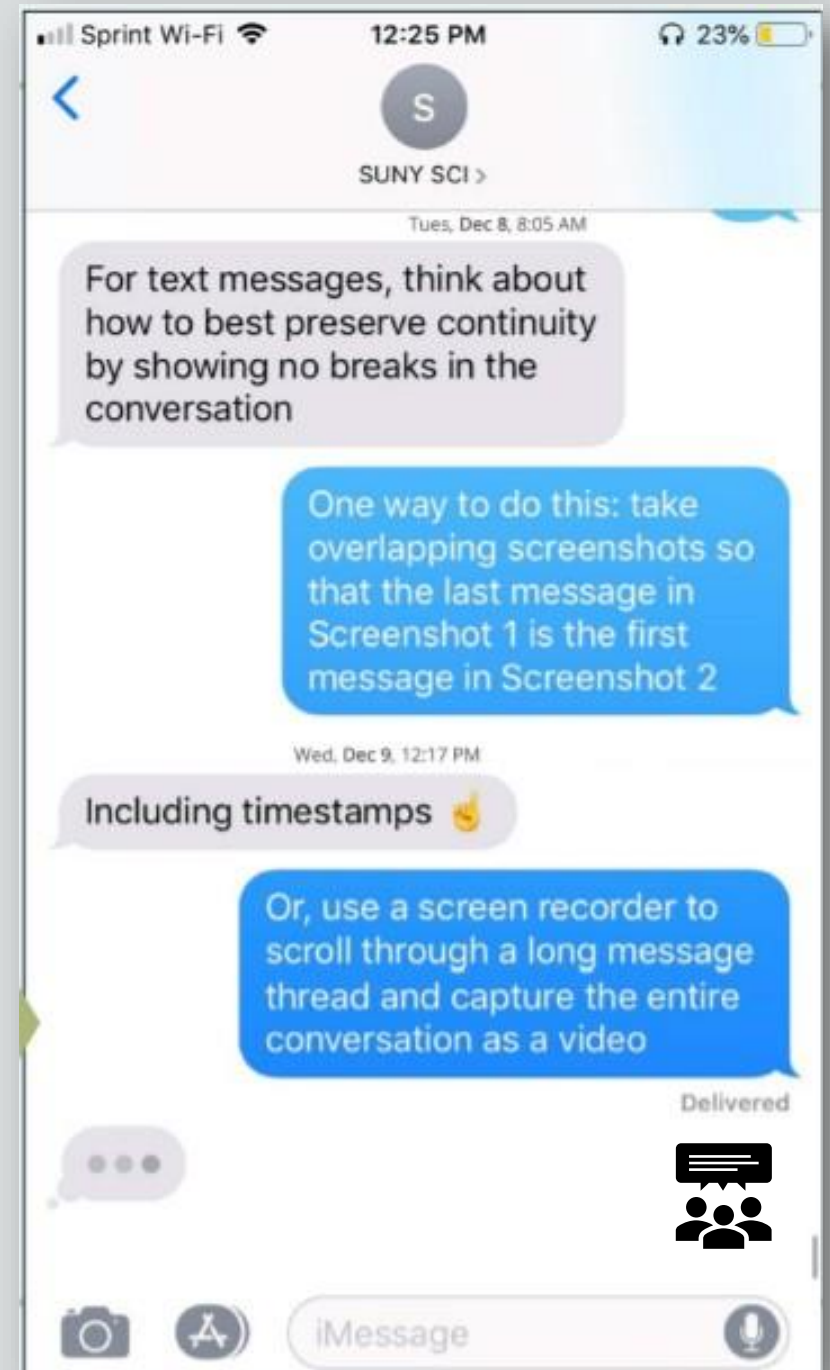 Sprint Wi-Fi 12:25 PM 23%
S
SUNY SCI >
Tues, Dec 8, 8:05 AM
For text messages, think about
how to best preserve continuity
by showing no breaks in the
conversation
One way to do this: take
overlapping screenshots so
that the last message in
Screenshot 1 is the first
message in Screenshot 2
Wed, Dec 9, 12:17 PM
Including timestamps ☝
Or, use a screen recorder to
scroll through a long message
thread and capture the entire
conversation as a video
Delivered
iMessage